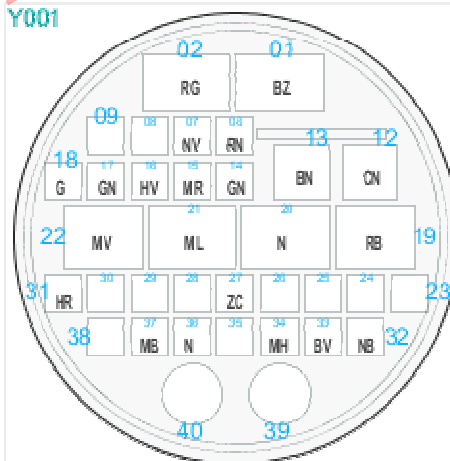 Y001
02 01
RG BZ
09 08 07 08
NV RN
13 12
BN CN
18 17 16 15 14
G GN HV MR GN
22 21 20 19
MV ML N RB
31 30 29 28 27 26 25 24 23
HR ZC
38 37 36 35 34 33 32
MB N MH BV NB
40 39